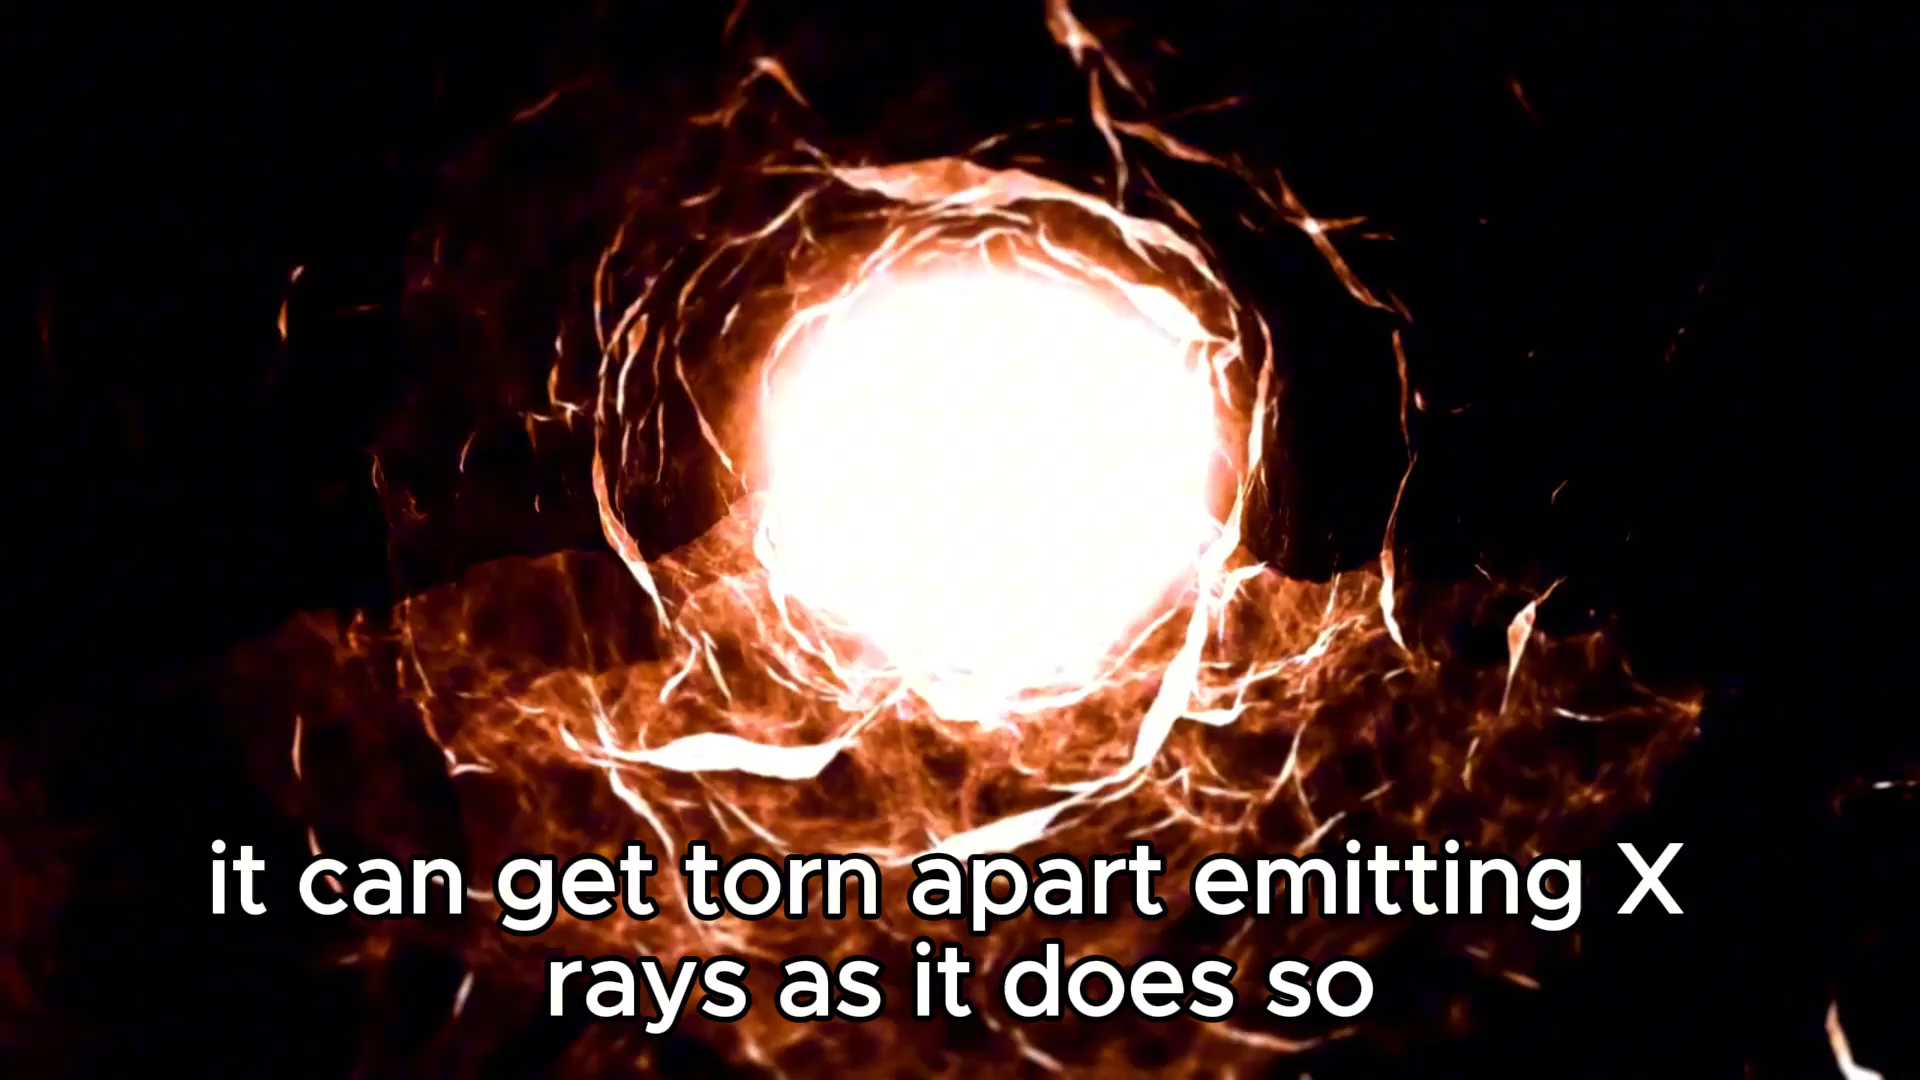 it can get torn apart emitting X
rays as it does so